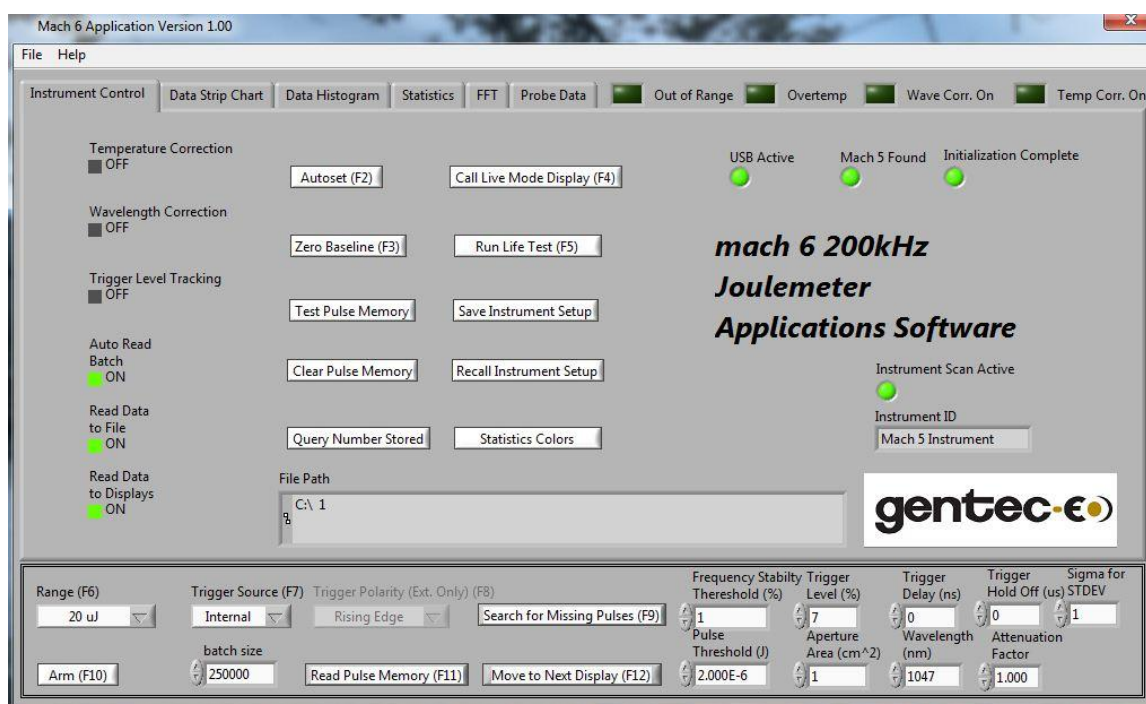 Mach 6 Application Version 1.00
File Help
Instrument Control Data Strip Chart Data Histogram Statistics FFT Probe Data Out of Range Overtemp Wave Corr. On Temp Corr. On
Temperature Correction
OFF
Autoset (F2) Call Live Mode Display (F4)
USB Active Mach 5 Found Initialization Complete
Wavelength Correction
OFF
Zero Baseline (F3) Run Life Test (F5)
mach 6 200kHz
Joulemeter
Applications Software
Trigger Level Tracking
OFF
Test Pulse Memory Save Instrument Setup
Auto Read
Batch
ON
Clear Pulse Memory Recall Instrument Setup
Instrument Scan Active
Read Data
to File
ON
Query Number Stored Statistics Colors
Instrument ID
Mach 5 Instrument
Read Data
to Displays
ON
File Path
C:\ 1
gentec-eo
Range (F6) Trigger Source (F7) Trigger Polarity (Ext. Only) (F8)
20 uJ Internal Rising Edge Search for Missing Pulses (F9)
Frequency Stabilty Trigger Trigger Trigger Sigma for
Thereshold (%) Level (%) Delay (ns) Hold Off (us) STDEV
1 7 0 0 1
Pulse Aperture Wavelength Attenuation
Threshold (J) Area (cm^2) (nm) Factor
2.000E-6 1 1047 1.000
batch size
Arm (F10) 250000 Read Pulse Memory (F11) Move to Next Display (F12)